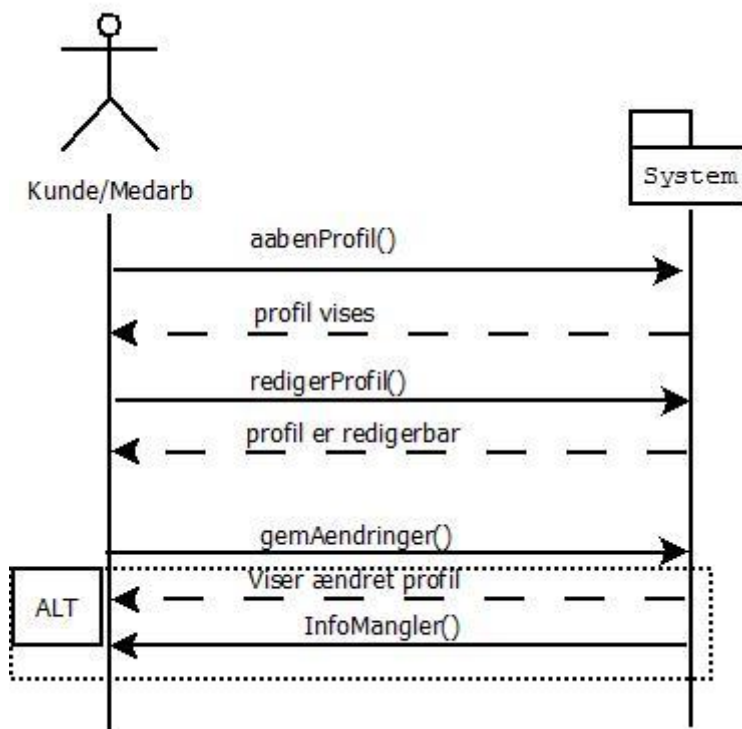 Kunde/Medarb
System
aabenProfil()
profil vises
redigerProfil()
profil er redigerbar
gemAendringer()
Viser ændret profil
ALT
InfoMangler()